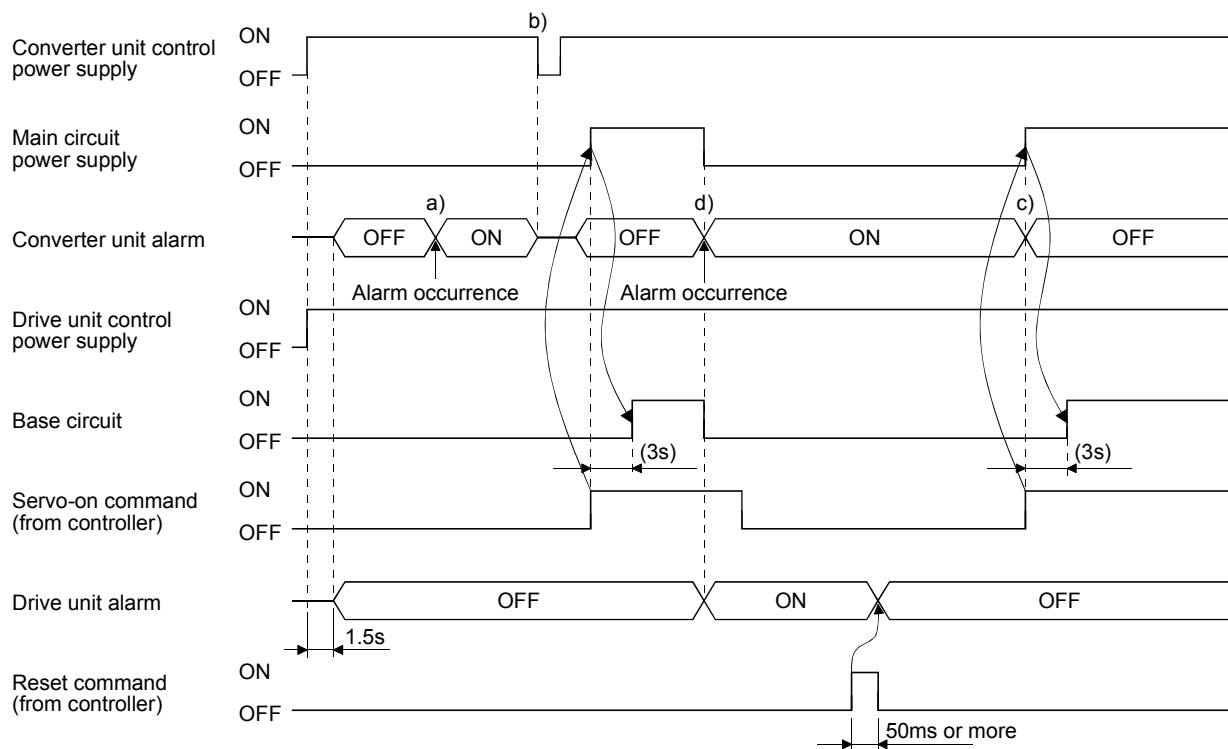 b)
Converter unit control
power supply
ON
OFF
Main circuit
power supply
ON
OFF
a)
d)
c)
Converter unit alarm
OFF
ON
OFF
ON
OFF
Alarm occurrence
Alarm occurrence
Drive unit control
power supply
ON
OFF
Base circuit
ON
OFF
(3s)
(3s)
Servo-on command
(from controller)
ON
OFF
Drive unit alarm
OFF
ON
OFF
1.5s
Reset command
(from controller)
ON
OFF
50ms or more